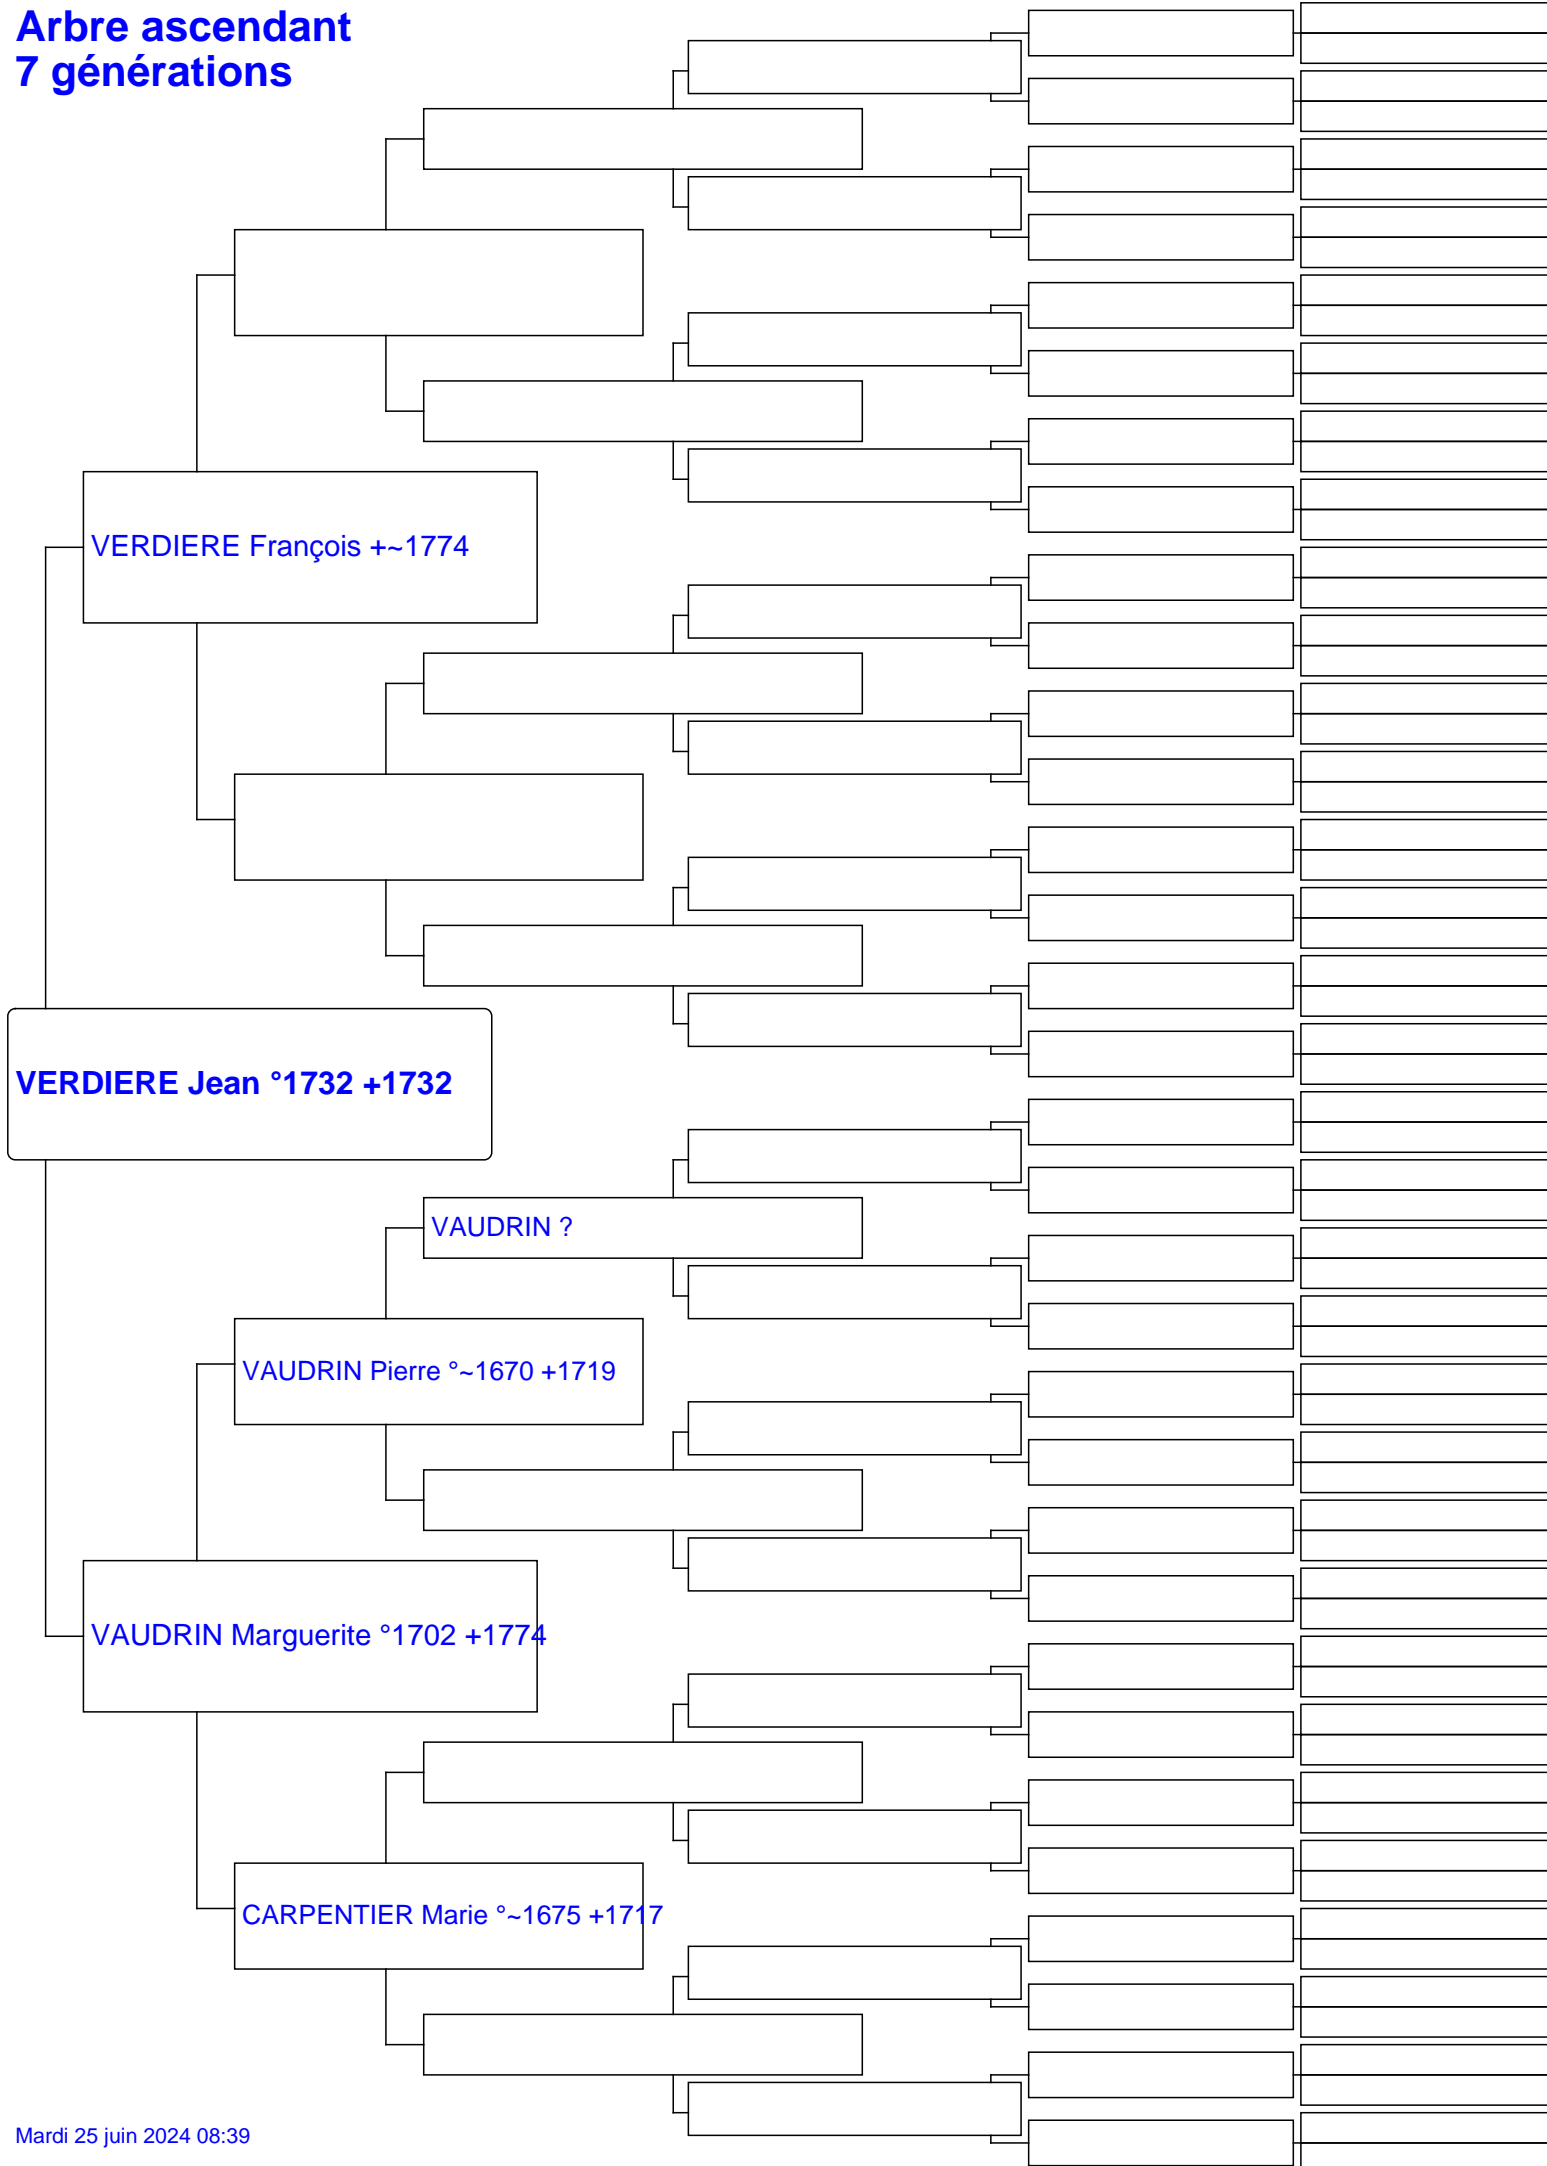 Arbre ascendant
7 générations
VERDIERE François +~1774
VERDIERE Jean °1732 +1732
VAUDRIN ?
VAUDRIN Pierre °~1670 +1719
VAUDRIN Marguerite °1702 +1774
CARPENTIER Marie °~1675 +1717
Mardi 25 juin 2024 08:39